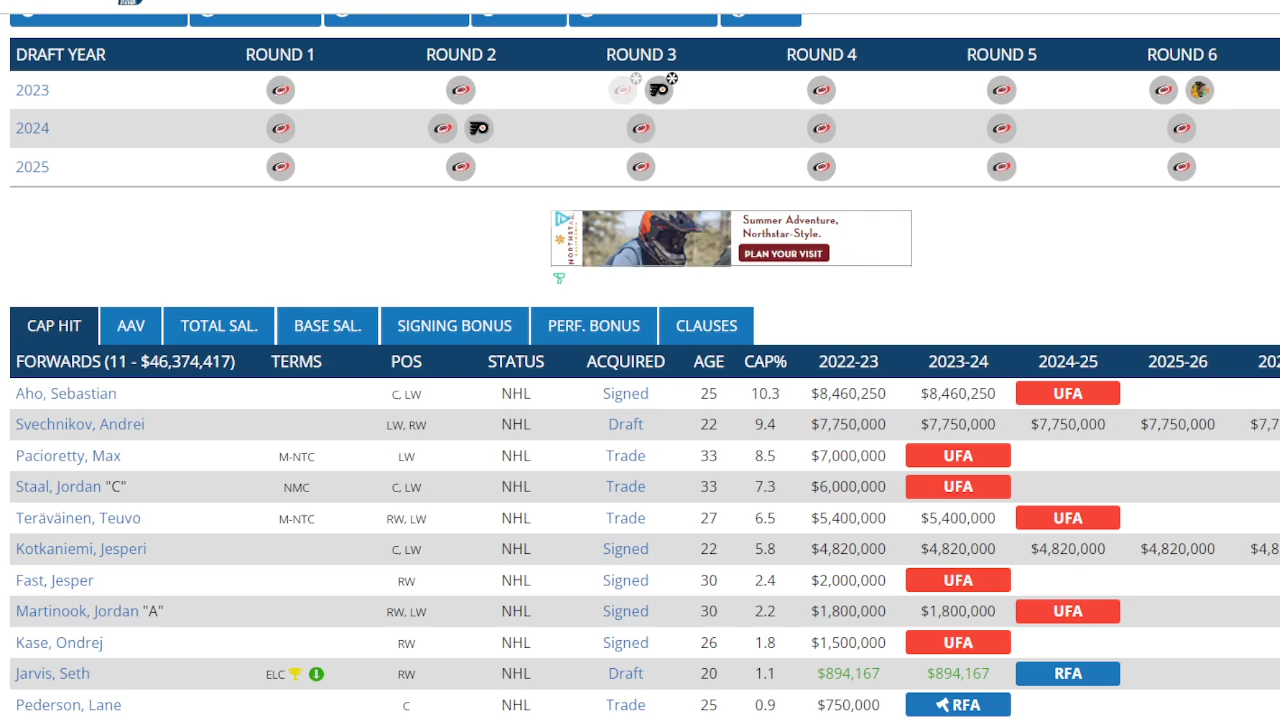 DRAFT YEAR ROUND 1 ROUND 2 ROUND 3 ROUND 4 ROUND 5 ROUND 6
2023
2024
2025
NORTHSTAR
Summer Adventure,
Northstar-Style.
PLAN YOUR VISIT
CAP HIT AAV TOTAL SAL. BASE SAL. SIGNING BONUS PERF. BONUS CLAUSES
FORWARDS (11 - $46,374,417) TERMS POS STATUS ACQUIRED AGE CAP% 2022-23 2023-24 2024-25 2025-26 202
Aho, Sebastian C, LW NHL Signed 25 10.3 $8,460,250 $8,460,250 UFA
Svechnikov, Andrei LW, RW NHL Draft 22 9.4 $7,750,000 $7,750,000 $7,750,000 $7,750,000 $7,7
Pacioretty, Max M-NTC LW NHL Trade 33 8.5 $7,000,000 UFA
Staal, Jordan "C" NMC C, LW NHL Trade 33 7.3 $6,000,000 UFA
Teräväinen, Teuvo M-NTC RW, LW NHL Trade 27 6.5 $5,400,000 $5,400,000 UFA
Kotkaniemi, Jesperi C, LW NHL Signed 22 5.8 $4,820,000 $4,820,000 $4,820,000 $4,820,000 $4,8
Fast, Jesper RW NHL Signed 30 2.4 $2,000,000 UFA
Martinook, Jordan "A" RW, LW NHL Signed 30 2.2 $1,800,000 $1,800,000 UFA
Kase, Ondrej RW NHL Signed 26 1.8 $1,500,000 UFA
Jarvis, Seth ELC RW NHL Draft 20 1.1 $894,167 $894,167 RFA
Pederson, Lane C NHL Trade 25 0.9 $750,000 RFA